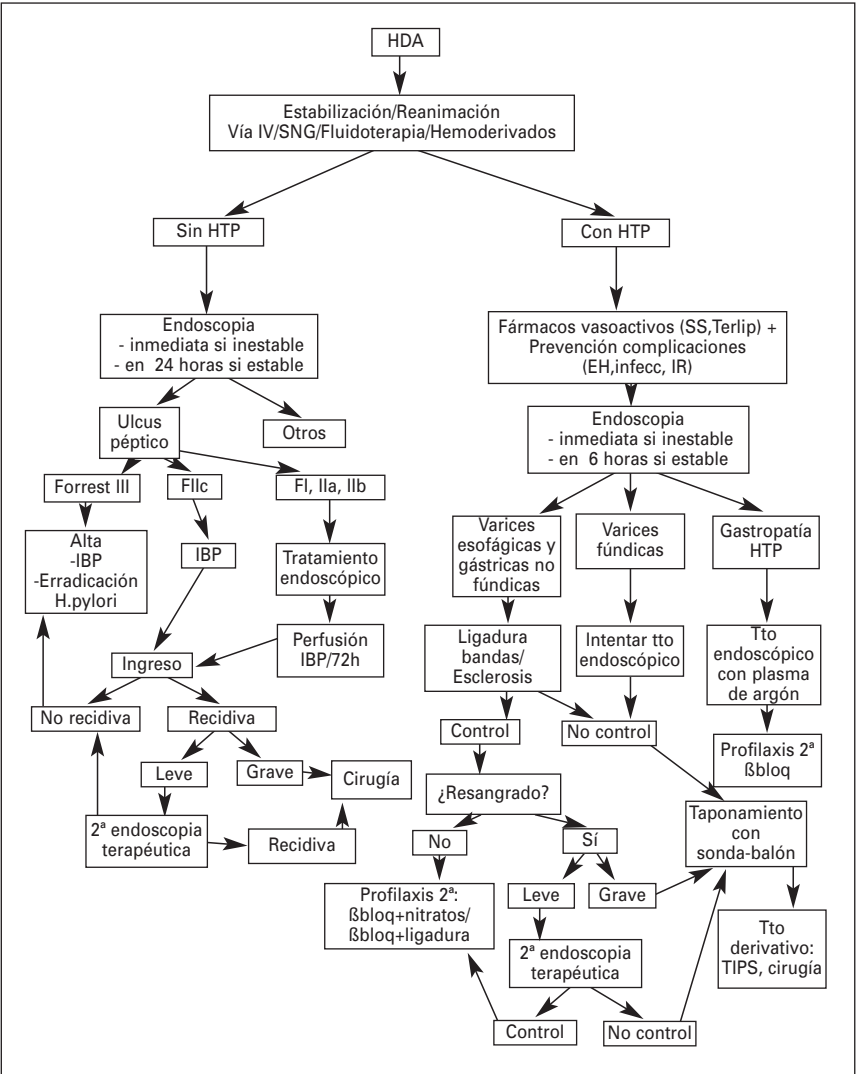 HDA
Estabilización/Reanimación
Vía IV/SNG/Fluidoterapia/Hemoderivados
Sin HTP
Con HTP
Endoscopia
- inmediata si inestable
- en 24 horas si estable
Fármacos vasoactivos (SS,Terlip) +
Prevención complicaciones
(EH,infecc, IR)
Ulcus
péptico
Otros
Endoscopia
- inmediata si inestable
- en 6 horas si estable
Forrest III
FIIc
FI, IIa, IIb
Alta
-IBP
-Erradicación
H.pylori
IBP
Tratamiento
endoscópico
Varices
esofágicas y
gástricas no
fúndicas
Varices
fúndicas
Gastropatía
HTP
Perfusión
IBP/72h
Ingreso
Ligadura
bandas/
Esclerosis
Intentar tto
endoscópico
Tto
endoscópico
con plasma
de argón
No recidiva
Recidiva
Control
No control
Profilaxis 2ª
ßbloq
Leve
Grave
Cirugía
¿Resangrado?
Taponamiento
con
sonda-balón
2ª endoscopia
terapéutica
Recidiva
No
Sí
Profilaxis 2ª:
ßbloq+nitratos/
ßbloq+ligadura
Leve
Grave
Tto
derivativo:
TIPS, cirugía
2ª endoscopia
terapéutica
Control
No control